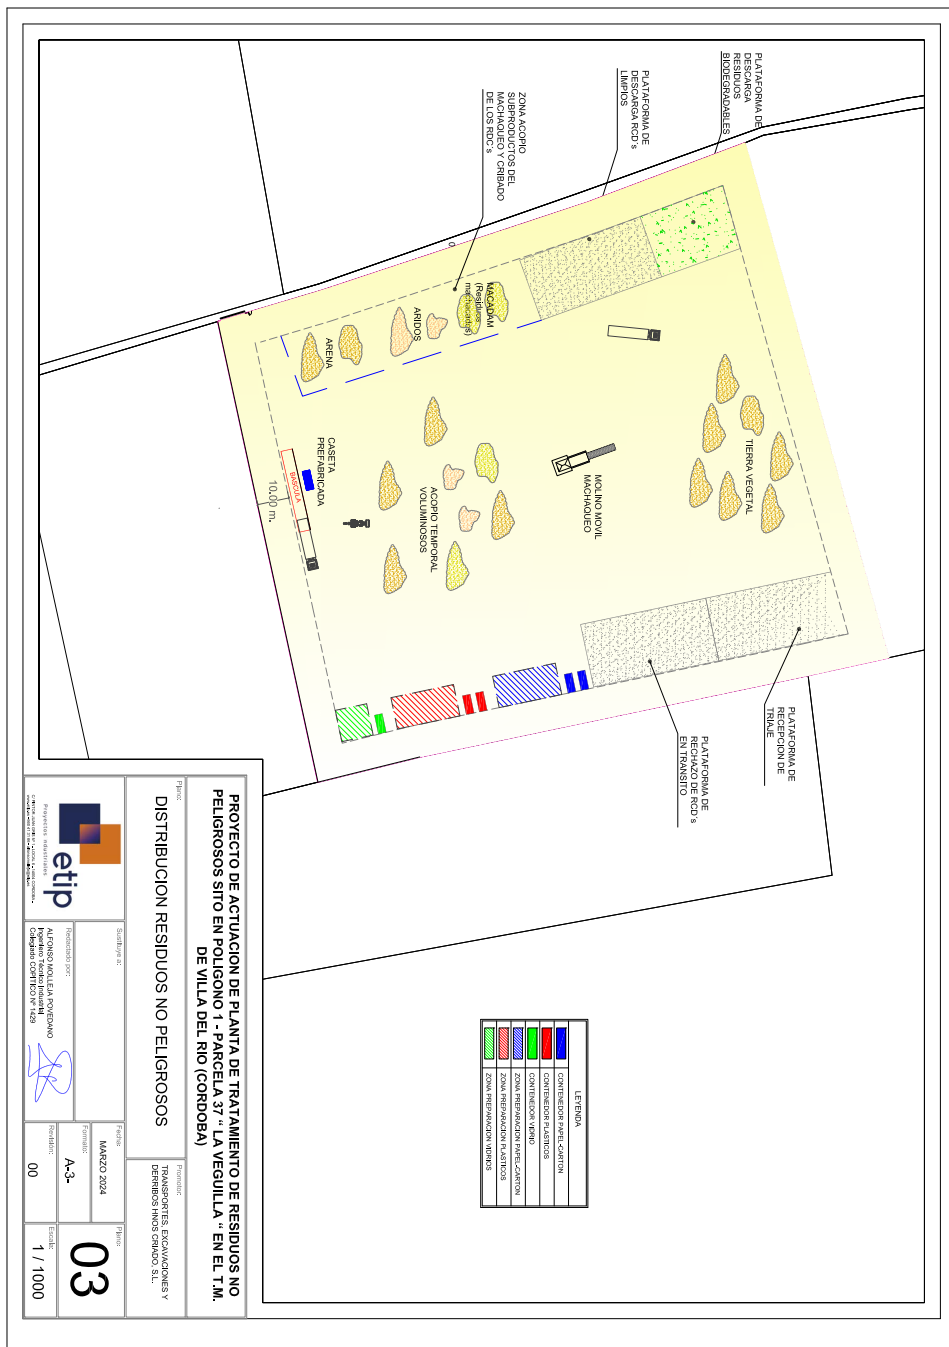 PLATAFORMA DE
DESCARGA
RESIDUOS
BIODEGRADABLES
PLATAFORMA DE
DESCARGA RCD's
LIMPIOS
ZONA ACOPIO
SUBPRODUCTOS DEL
MACHAQUEO Y CRIBADO
DE LOS RDC's
MACADAM
(Residuos
machacados)
ARIDOS
ARENA
TIERRA VEGETAL
MOLINO MOVIL
MACHAQUEO
ACOPIO TEMPORAL
VOLUMINOSOS
CASETA
PREFABRICADA
BASCULA
10.00 m.
PLATAFORMA DE
RECEPCION DE
TRIAJE
PLATAFORMA DE
RECHAZO DE RCD's
EN TRANSITO
LEYENDA
CONTENEDOR PAPEL-CARTON
CONTENEDOR PLASTICOS
CONTENEDOR VIDRIO
ZONA PREPARACION PAPEL-CARTON
ZONA PREPARACION PLASTICOS
ZONA PREPARACION VIDRIOS
PROYECTO DE ACTUACION DE PLANTA DE TRATAMIENTO DE RESIDUOS NO
PELIGROSOS SITO EN POLIGONO 1 - PARCELA 37 " LA VEGUILLA " EN EL T.M.
DE VILLA DEL RIO (CORDOBA)
Plano:
DISTRIBUCION RESIDUOS NO PELIGROSOS
Promotor:
TRANSPORTES, EXCAVACIONES Y
DERRIBOS HNOS CRIADO, S.L.
etip
Proyectos Industriales
Sustituye a:
Redactado por:
ALFONSO MOLLEJA POVEDANO
Ingeniero Técnico Industrial
Colegiado COPITICO Nº 1429
Fecha:
MARZO 2024
Formato:
A-3-
Revisión:
00
Plano:
03
Escala:
1 / 1000